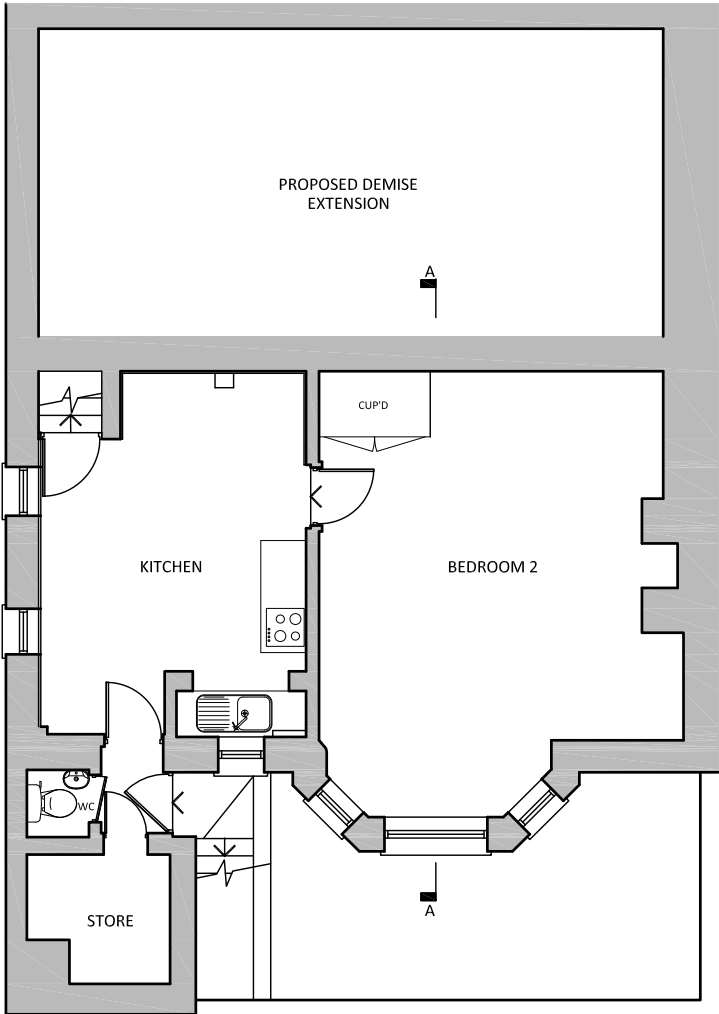 PROPOSED DEMISE
EXTENSION
A
CUP'D
KITCHEN
BEDROOM 2
WC
STORE
A